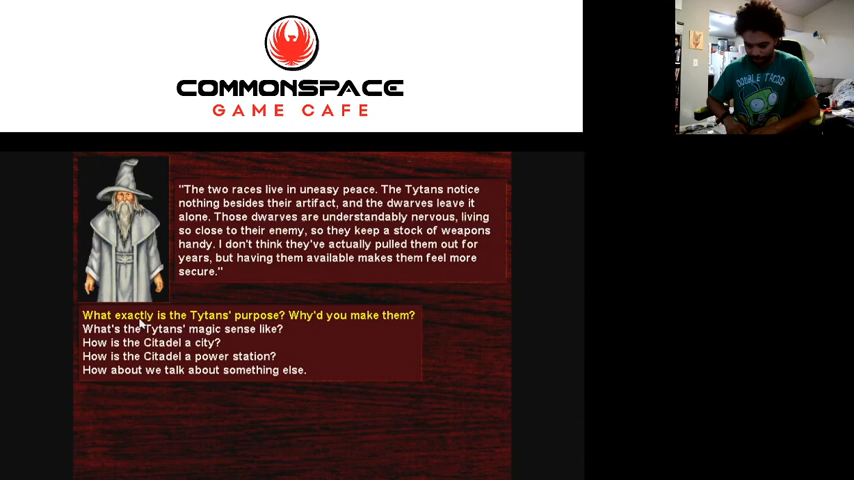 COMMONSPACE
GAME CAFE
DOUBLE TACOS
"The two races live in uneasy peace. The Tytans notice
nothing besides their artifact, and the dwarves leave it
alone. Those dwarves are understandably nervous, living
so close to their enemy, so they keep a stock of weapons
handy. I don't think they've actually pulled them out for
years, but having them available makes them feel more
secure."
What exactly is the Tytans' purpose? Why'd you make them?
What's the Tytans' magic sense like?
How is the Citadel a city?
How is the Citadel a power station?
How about we talk about something else.